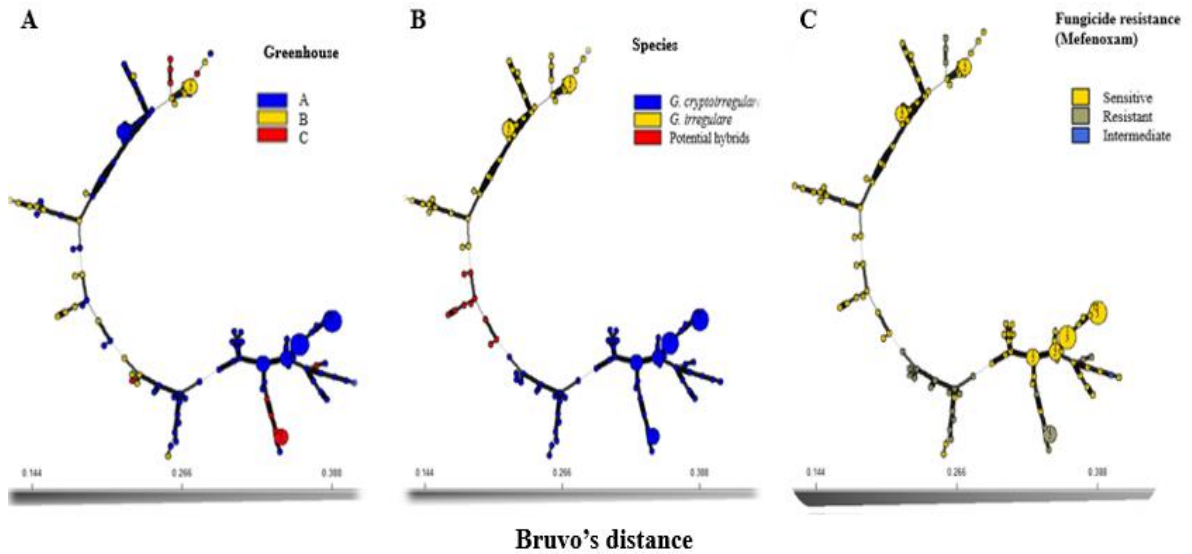 A
Greenhouse
A
B
C
0.144
0.266
0.388
B
Species
G. cryptoirregulare
G. irregulare
Potential hybrids
0.144
0.266
0.388
C
Fungicide resistance
(Mefenoxam)
Sensitive
Resistant
Intermediate
0.144
0.266
0.388
Bruvo’s distance